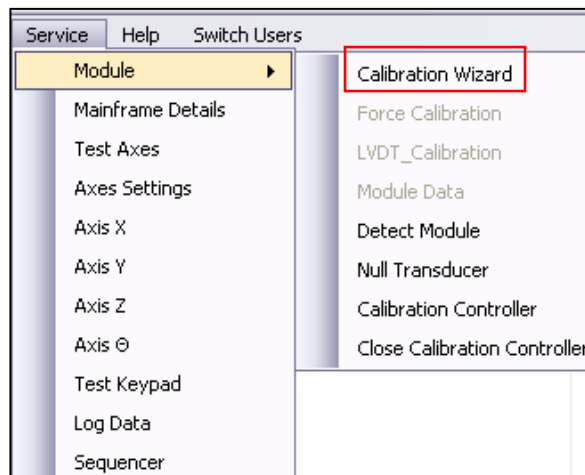 Service Help Switch Users
Module
Mainframe Details
Test Axes
Axes Settings
Axis X
Axis Y
Axis Z
Axis Θ
Test Keypad
Log Data
Sequencer
Calibration Wizard
Force Calibration
LVDT_Calibration
Module Data
Detect Module
Null Transducer
Calibration Controller
Close Calibration Controller